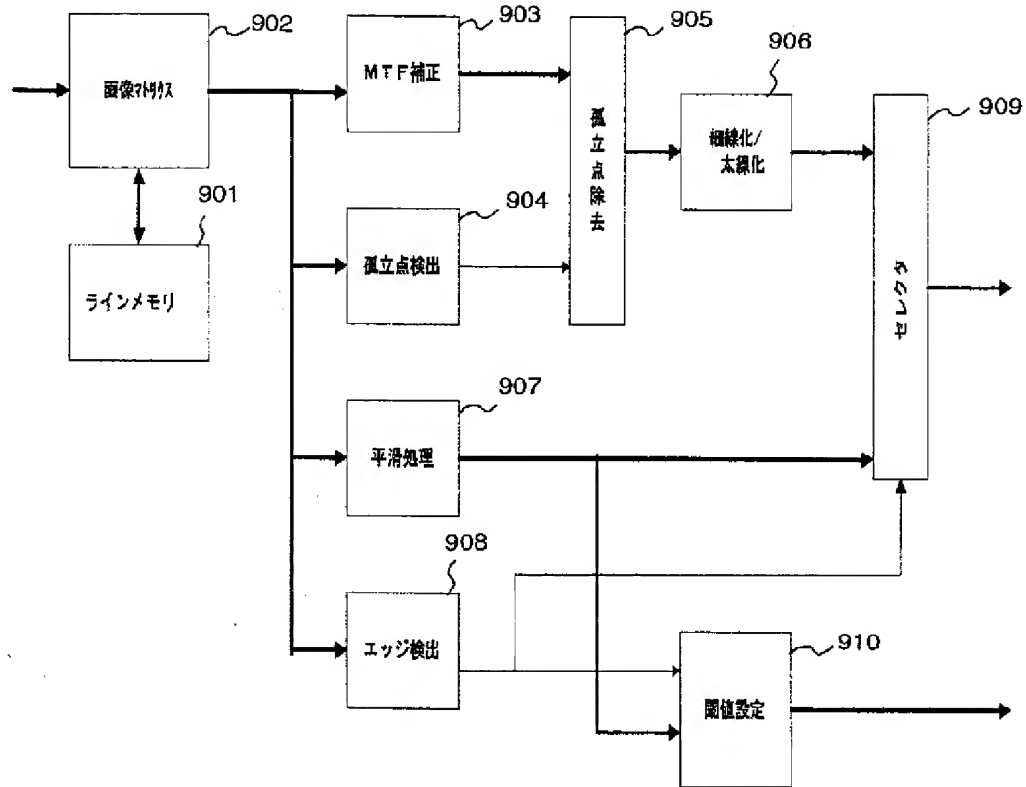 902
画像マトリクス
901
ラインメモリ
903
MTF補正
904
孤立点検出
905
孤立点除去
906
細線化/
太線化
909
セレクタ
907
平滑処理
908
エッジ検出
910
閾値設定